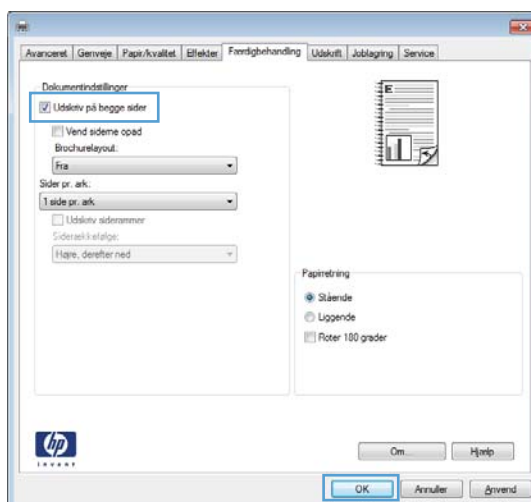 Avanceret Genveje Papir/kvalitet Effekter Færdigbehandling Udskrift Joblagring Service
Dokumentindstillinger
Udskriv på begge sider
Vend siderne opad
Brochurelayout:
Fra
Sider pr. ark:
1 side pr. ark
Udskriv siderammer
Siderækkefølge:
Højre, derefter ned
E
Papirretning
Stående
Liggende
Roter 180 grader
hp
invent
Om... Hjælp
OK Annuller Anvend